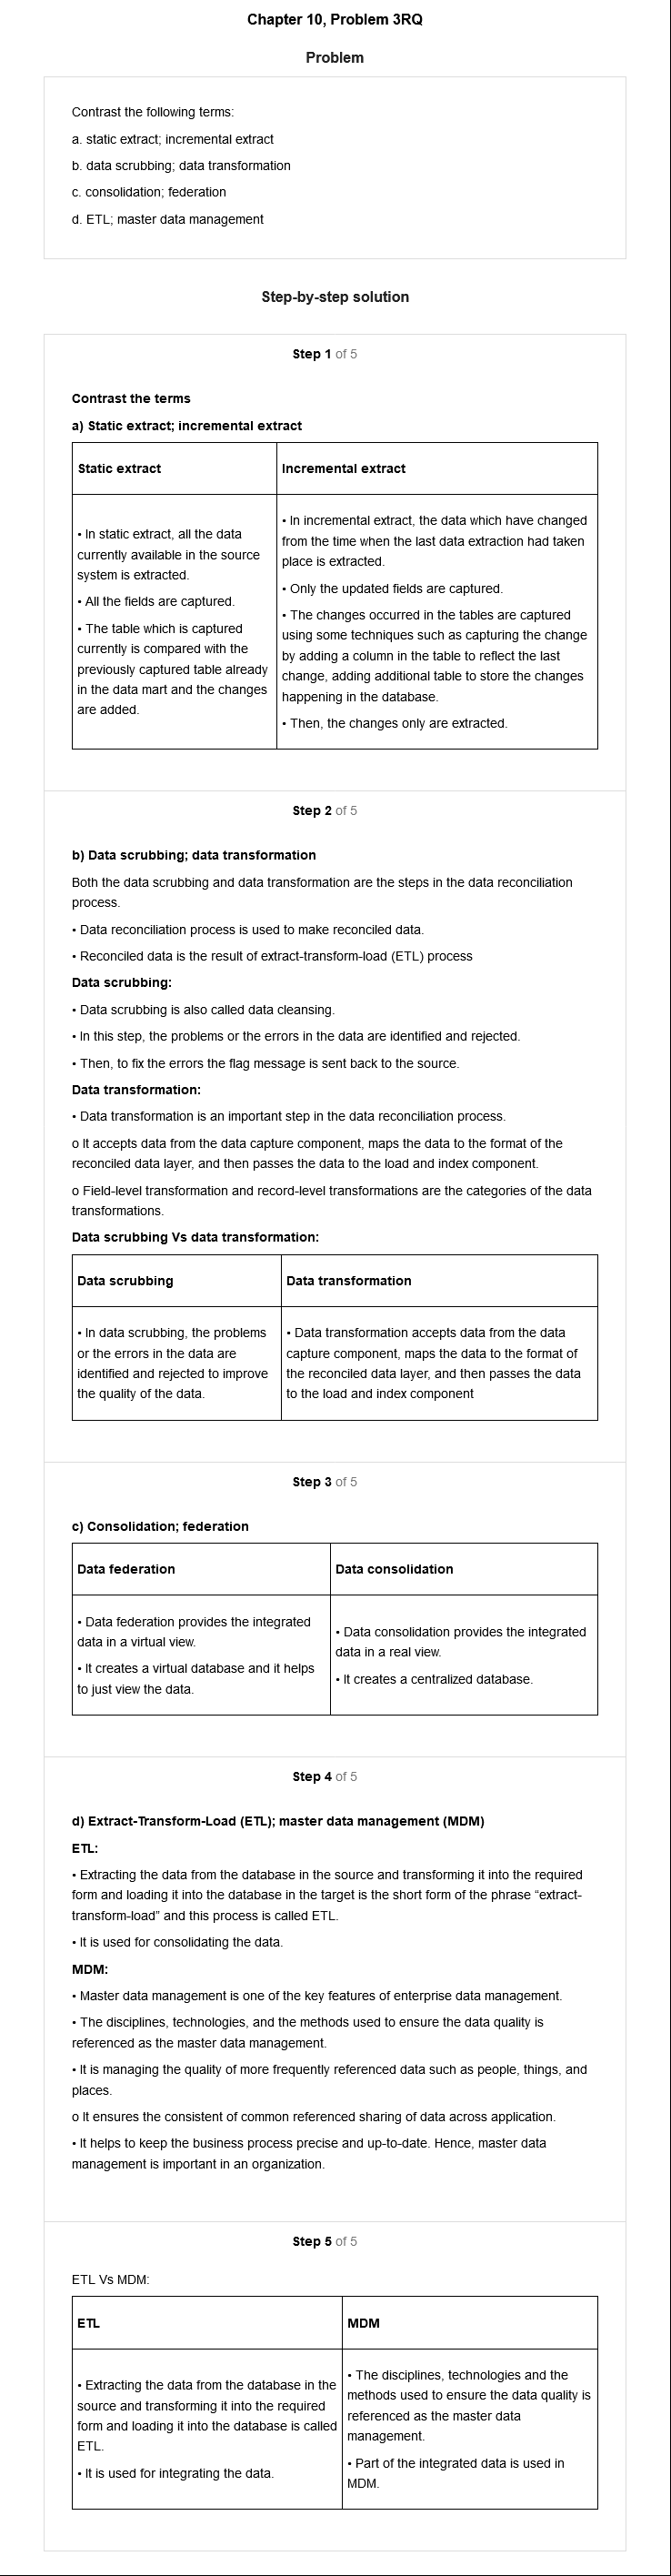 Chapter 10, Problem 3RQ
Problem
Contrast the following terms:
a. static extract; incremental extract
b. data scrubbing; data transformation
c. consolidation; federation
d. ETL; master data management
Step-by-step solution
Step 1 of 5
Contrast the terms
a) Static extract; incremental extract
Static extract
• In static extract, all the data
currently available in the source
system is extracted.
• All the fields are captured.
• The table which is captured
currently is compared with the
previously captured table already
in the data mart and the changes
are added.
Incremental extract
• In incremental extract, the data which have changed
from the time when the last data extraction had taken
place is extracted.
• Only the updated fields are captured.
• The changes occurred in the tables are captured
using some techniques such as capturing the change
by adding a column in the table to reflect the last
change, adding additional table to store the changes
happening in the database.
• Then, the changes only are extracted.
Step 2 of 5
b) Data scrubbing; data transformation
Both the data scrubbing and data transformation are the steps in the data reconciliation
process.
• Data reconciliation process is used to make reconciled data.
• Reconciled data is the result of extract-transform-load (ETL) process
Data scrubbing:
• Data scrubbing is also called data cleansing.
• In this step, the problems or the errors in the data are identified and rejected.
• Then, to fix the errors the flag message is sent back to the source.
Data transformation:
• Data transformation is an important step in the data reconciliation process.
o It accepts data from the data capture component, maps the data to the format of the
reconciled data layer, and then passes the data to the load and index component.
o Field-level transformation and record-level transformations are the categories of the data
transformations.
Data scrubbing Vs data transformation:
Data scrubbing
• In data scrubbing, the problems
or the errors in the data are
identified and rejected to improve
the quality of the data.
Data transformation
• Data transformation accepts data from the data
capture component, maps the data to the format of
the reconciled data layer, and then passes the data
to the load and index component
Step 3 of 5
c) Consolidation; federation
Data federation
• Data federation provides the integrated
data in a virtual view.
• It creates a virtual database and it helps
to just view the data.
Data consolidation
• Data consolidation provides the integrated
data in a real view.
• It creates a centralized database.
Step 4 of 5
d) Extract-Transform-Load (ETL); master data management (MDM)
ETL:
• Extracting the data from the database in the source and transforming it into the required
form and loading it into the database in the target is the short form of the phrase “extract-
transform-load” and this process is called ETL.
• It is used for consolidating the data.
MDM:
• Master data management is one of the key features of enterprise data management.
• The disciplines, technologies, and the methods used to ensure the data quality is
referenced as the master data management.
• It is managing the quality of more frequently referenced data such as people, things, and
places.
o It ensures the consistent of common referenced sharing of data across application.
• It helps to keep the business process precise and up-to-date. Hence, master data
management is important in an organization.
Step 5 of 5
ETL Vs MDM:
ETL
• Extracting the data from the database in the
source and transforming it into the required
form and loading it into the database is called
ETL.
• It is used for integrating the data.
MDM
• The disciplines, technologies and the
methods used to ensure the data quality is
referenced as the master data
management.
• Part of the integrated data is used in
MDM.